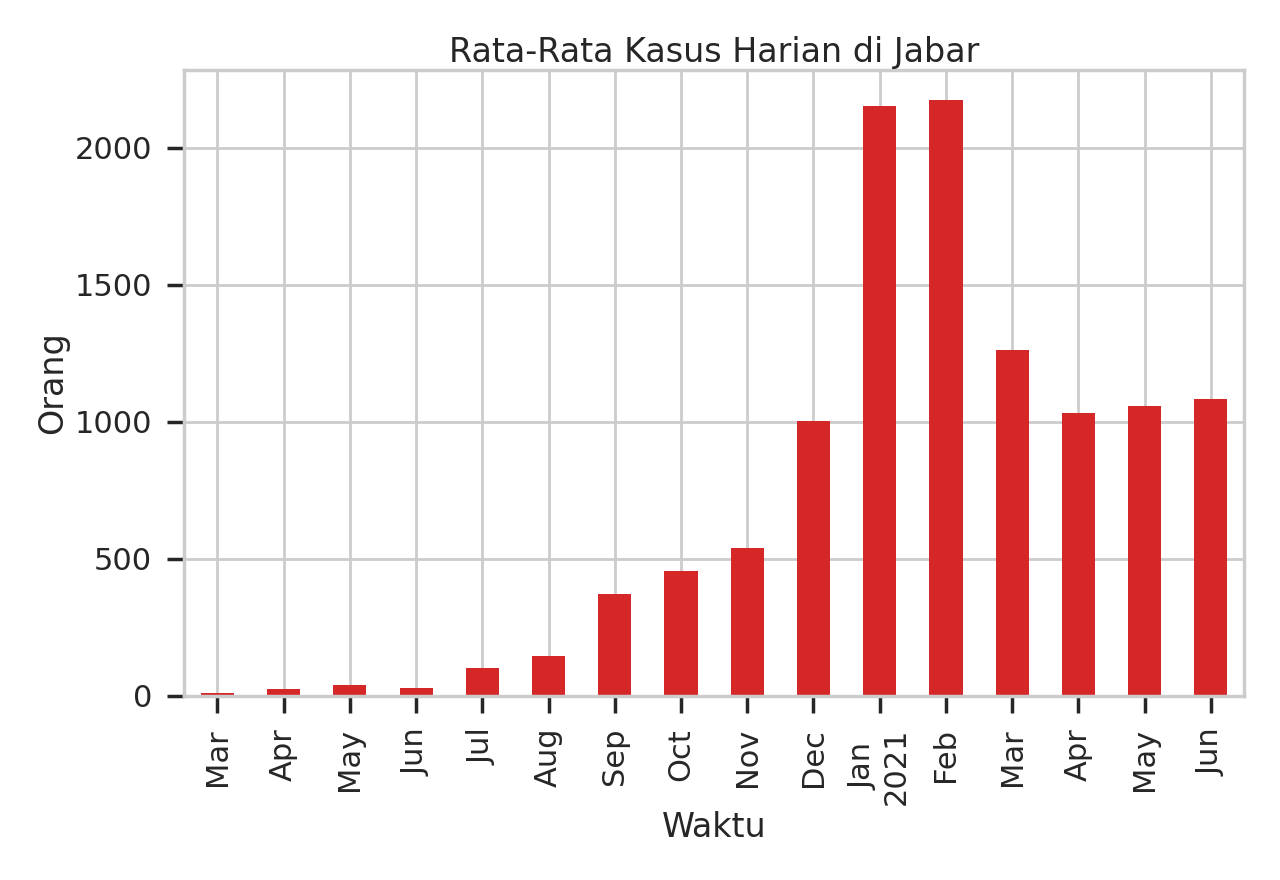 Rata-Rata Kasus Harian di Jabar
2000
1500
1000
500
0
Orang
Mar
Apr
May
Jun
Jul
Aug
Sep
Oct
Nov
Dec
Jan
2021
Feb
Mar
Apr
May
Jun
Waktu